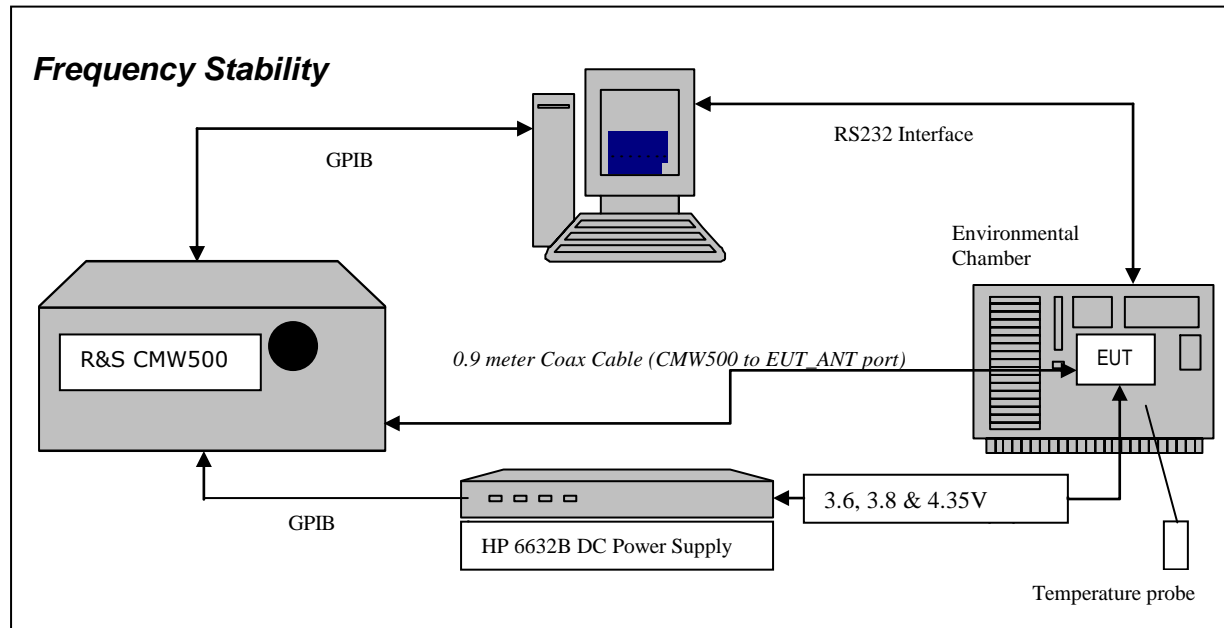 Frequency Stability
GPIB
RS232 Interface
Environmental
Chamber
R&S CMW500
0.9 meter Coax Cable (CMW500 to EUT_ANT port)
EUT
3.6, 3.8 & 4.35V
GPIB
HP 6632B DC Power Supply
Temperature probe